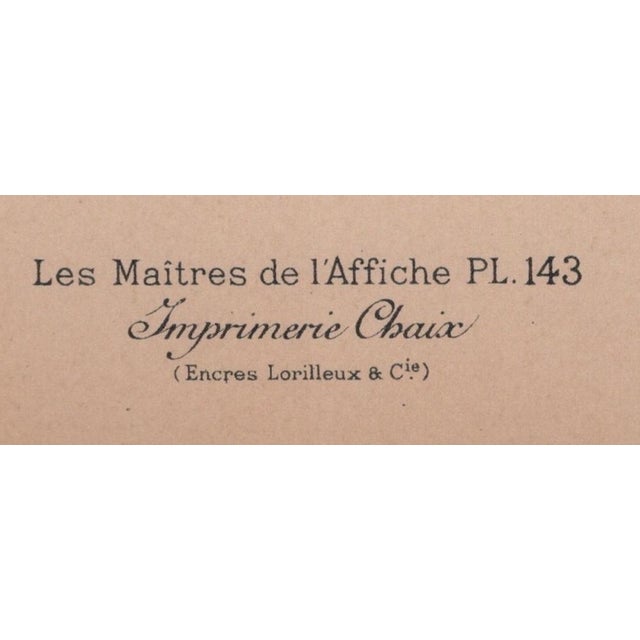 Les Maîtres de l'Affiche PL. 143
Imprimerie Chaix
(Encres Lorilleux & Cie)